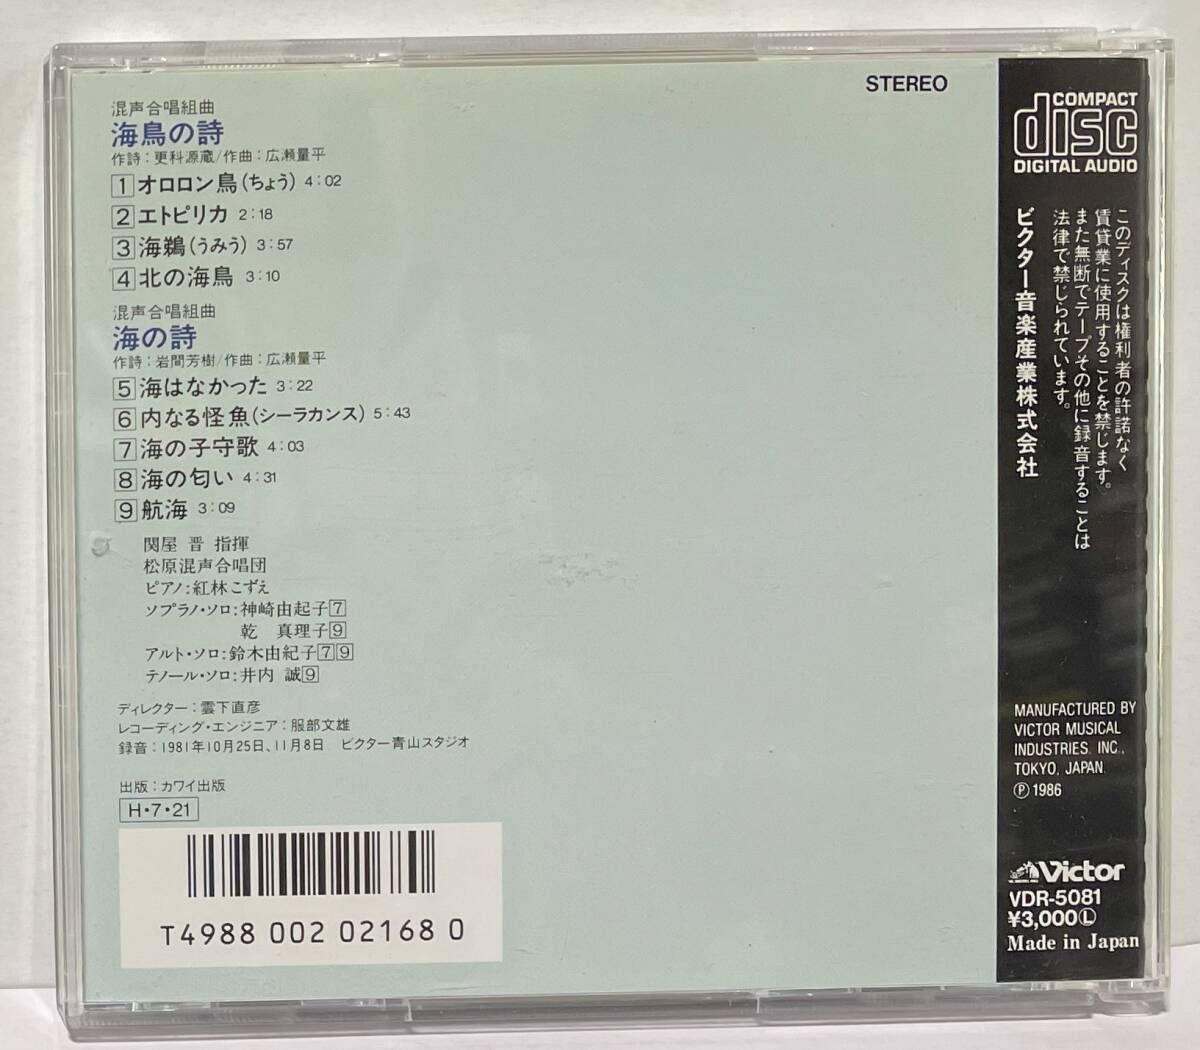 混声合唱組曲
海鳥の詩
作詩：更科源蔵/作曲：広瀬量平
1 オロロン鳥(ちょう) 4:02
2 エトピリカ 2:18
3 海鵜(うみう) 3:57
4 北の海鳥 3:10
混声合唱組曲
海の詩
作詩：岩間芳樹/作曲：広瀬量平
5 海はなかった 3:22
6 内なる怪魚(シーラカンス) 5:43
7 海の子守歌 4:03
8 海の匂い 4:31
9 航海 3:09
関屋 晋 指揮
松原混声合唱団
ピアノ：紅林こずえ
ソプラノ・ソロ：神崎由起子7
乾 真理子9
アルト・ソロ：鈴木由紀子7 9
テノール・ソロ：井内 誠9
ディレクター：雲下直彦
レコーディング・エンジニア：服部文雄
録音：1981年10月25日、11月8日 ビクター青山スタジオ
出版：カワイ出版
H・7・21
T4988 002 02168 0
STEREO
COMPACT
disc
DIGITAL AUDIO
このディスクは権利者の許諾なく
賃貸業に使用することを禁じます。
また無断でテープその他に録音することは
法律で禁じられています。
ビクター音楽産業株式会社
MANUFACTURED BY
VICTOR MUSICAL
INDUSTRIES. INC.,
TOKYO, JAPAN.
Ⓟ1986
Victor
VDR-5081
¥3,000Ⓛ
Made in Japan